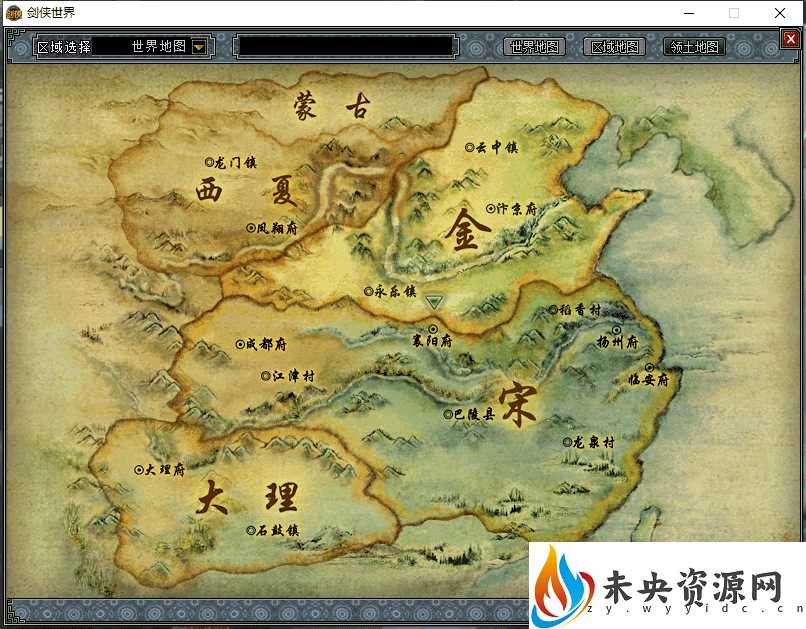 剑侠世界
区域选择 世界地图 世界地图 区域地图 领土地图
蒙古
云中镇
龙门镇
西夏
汴京府
凤翔府
金
永乐镇
稻香村
襄阳府
扬州府
成都府
江津村
临安府
宋
巴陵县
龙泉村
大理府
大理
石鼓镇
未央资源网
zy.wyyidc.cn